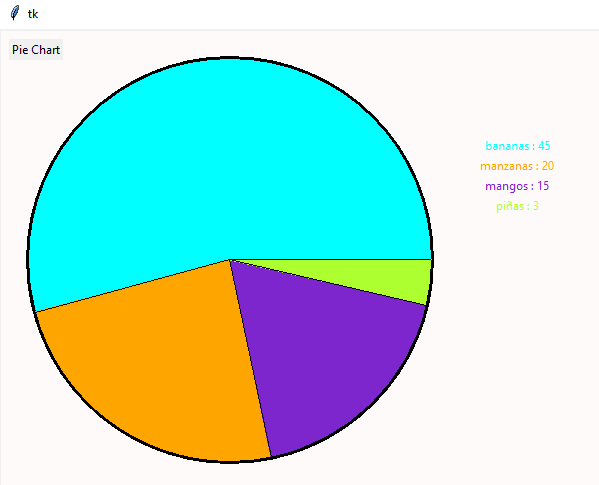 tk
Pie Chart
bananas : 45
manzanas : 20
mangos : 15
piñas : 3